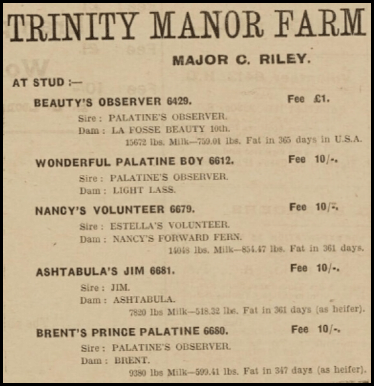 TRINITY MANOR FARM
MAJOR C. RILEY.
AT STUD :—
BEAUTY'S OBSERVER 6429. Fee £1.
Sire : PALATINE'S OBSERVER.
Dam : LA FOSSE BEAUTY 10th.
15672 lbs. Milk—759.01 lbs. Fat in 365 days in U.S.A.
WONDERFUL PALATINE BOY 6612. Fee 10/-.
Sire : PALATINE'S OBSERVER.
Dam : LIGHT LASS.
NANCY'S VOLUNTEER 6679. Fee 10/-.
Sire : ESTELLA'S VOLUNTEER.
Dam : NANCY'S FORWARD FERN.
14048 lbs. Milk—854.47 lbs. Fat in 361 days.
ASHTABULA'S JIM 6681. Fee 10/-.
Sire : JIM.
Dam : ASHTABULA.
7820 lbs Milk—518.32 lbs. Fat in 361 days (as heifer).
BRENT'S PRINCE PALATINE 6680. Fee 10/-.
Sire : PALATINE'S OBSERVER.
Dam : BRENT.
9380 lbs Milk—599.41 lbs. Fat in 347 days (as heifer).